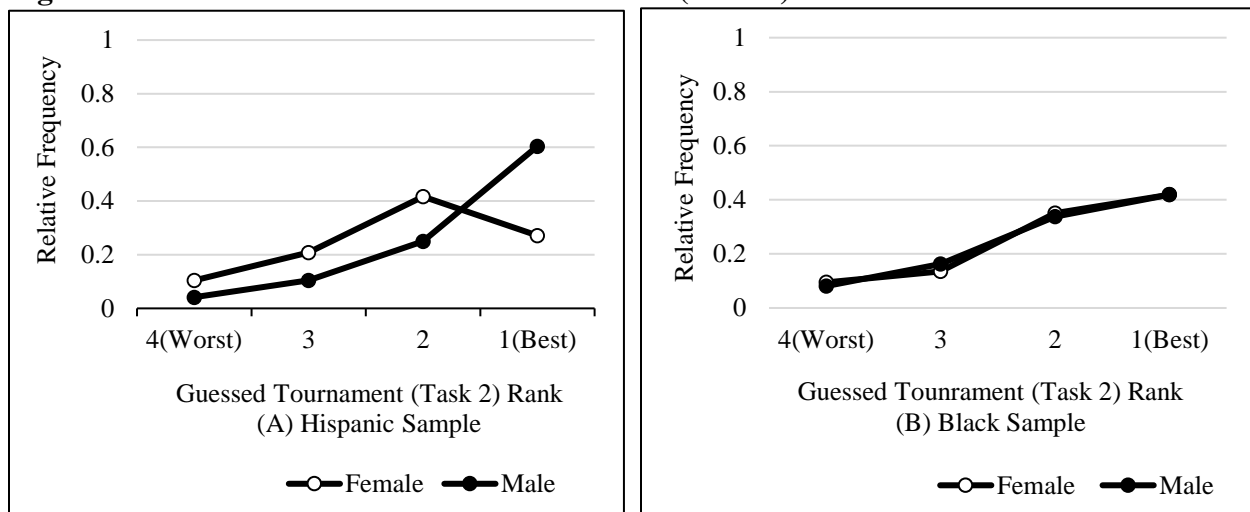 1
0.8
0.6
0.4
0.2
0
Relative Frequency
4(Worst) 3 2 1(Best)
Guessed Tournament (Task 2) Rank
(A) Hispanic Sample
Female Male
1
0.8
0.6
0.4
0.2
0
Relative Frequency
4(Worst) 3 2 1(Best)
Guessed Tounrament (Task 2) Rank
(B) Black Sample
Female Male